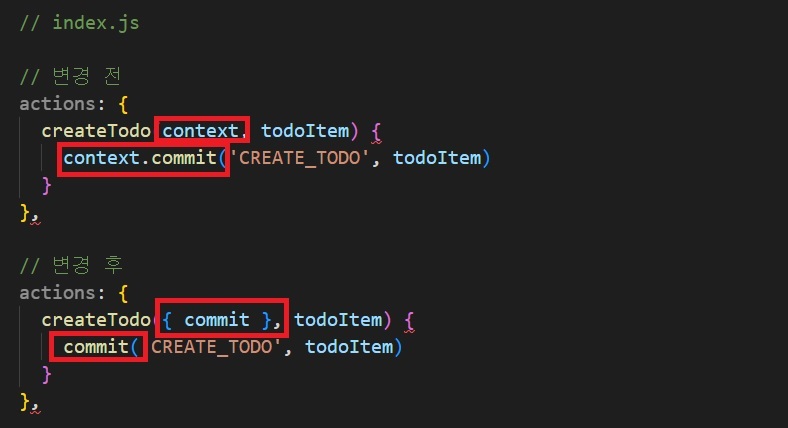 // index.js
// 변경 전
actions: {
createTodo(context, todoItem) {
context.commit('CREATE_TODO', todoItem)
}
},
// 변경 후
actions: {
createTodo({ commit }, todoItem) {
commit('CREATE_TODO', todoItem)
}
},